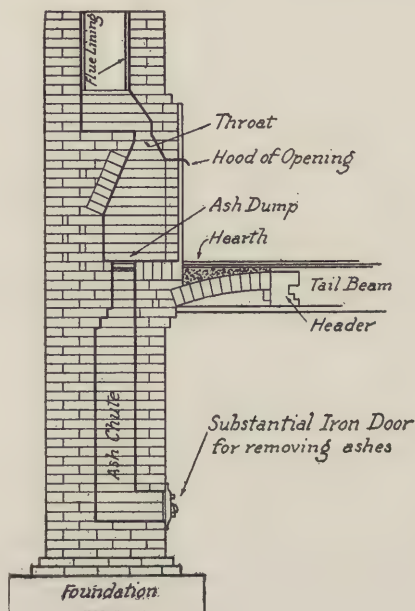 Flue Lining
Throat
Hood of Opening
Ash Dump
Hearth
Tail Beam
Header
Ash Chute
Substantial Iron Door
for removing ashes
Foundation